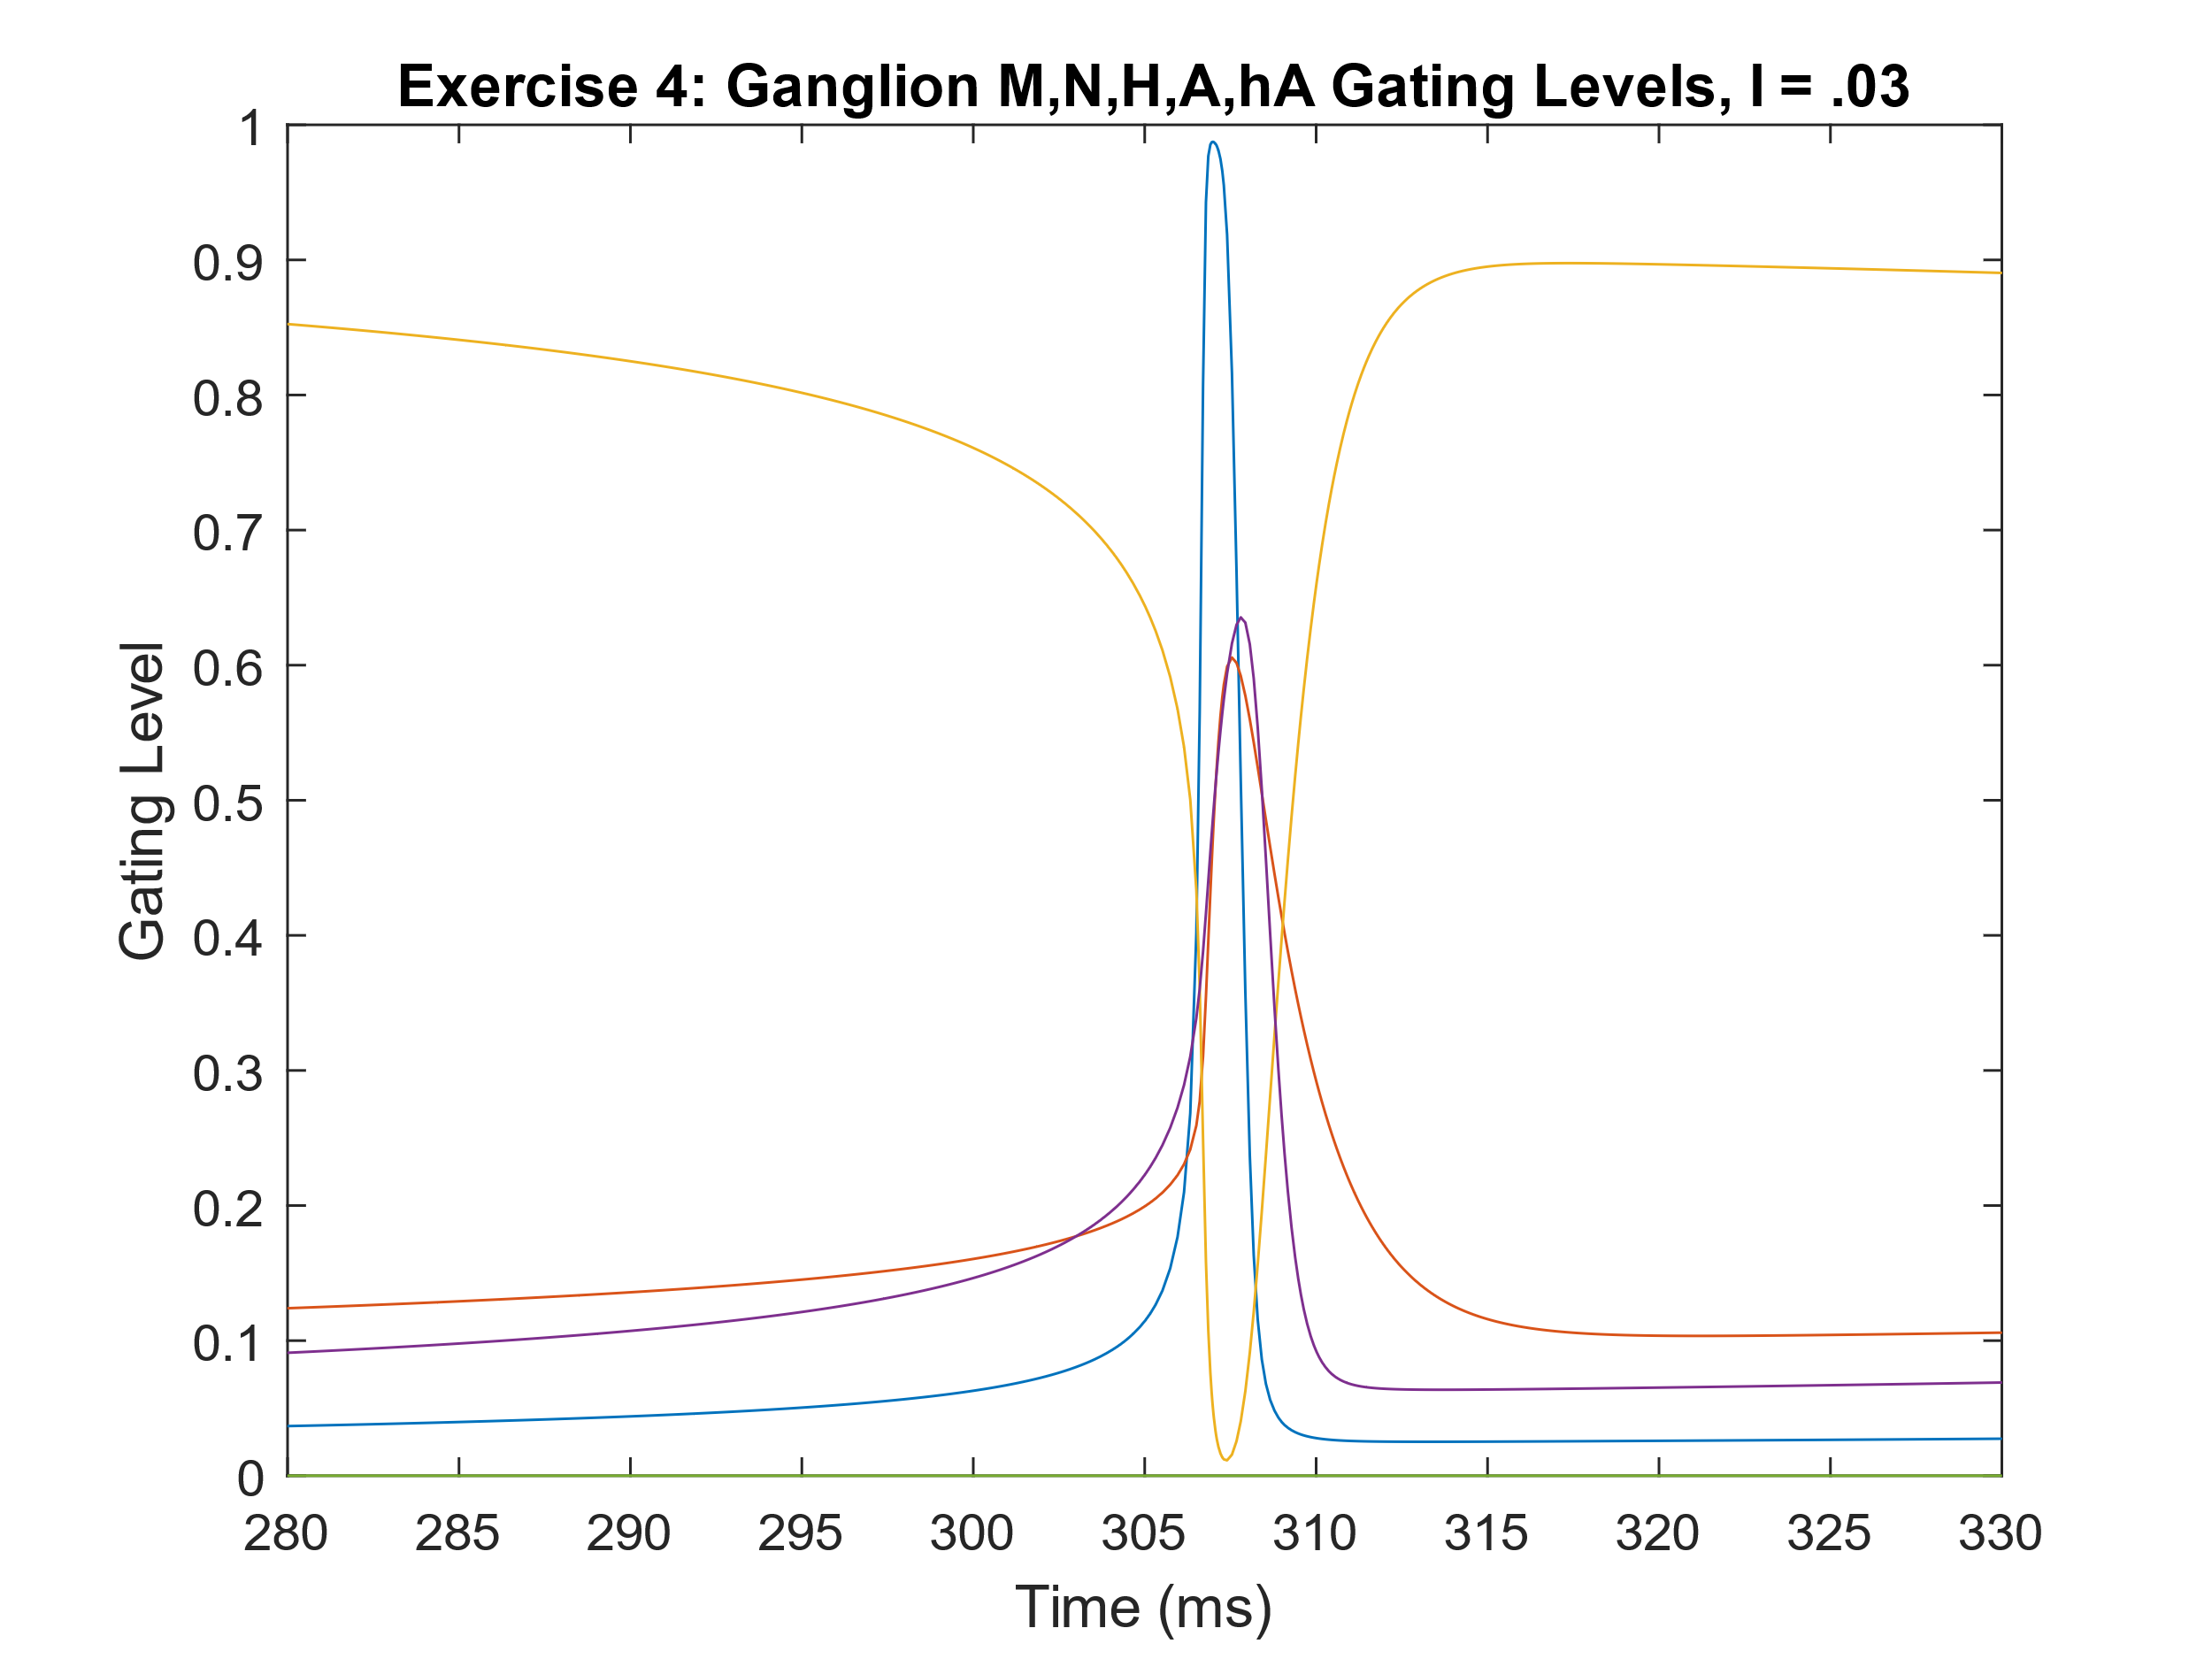 Exercise 4: Ganglion M,N,H,A,hA Gating Levels, I = .03
1
0.9
0.8
0.7
0.6
0.5
0.4
0.3
0.2
0.1
0
Gating Level
280 285 290 295 300 305 310 315 320 325 330
Time (ms)